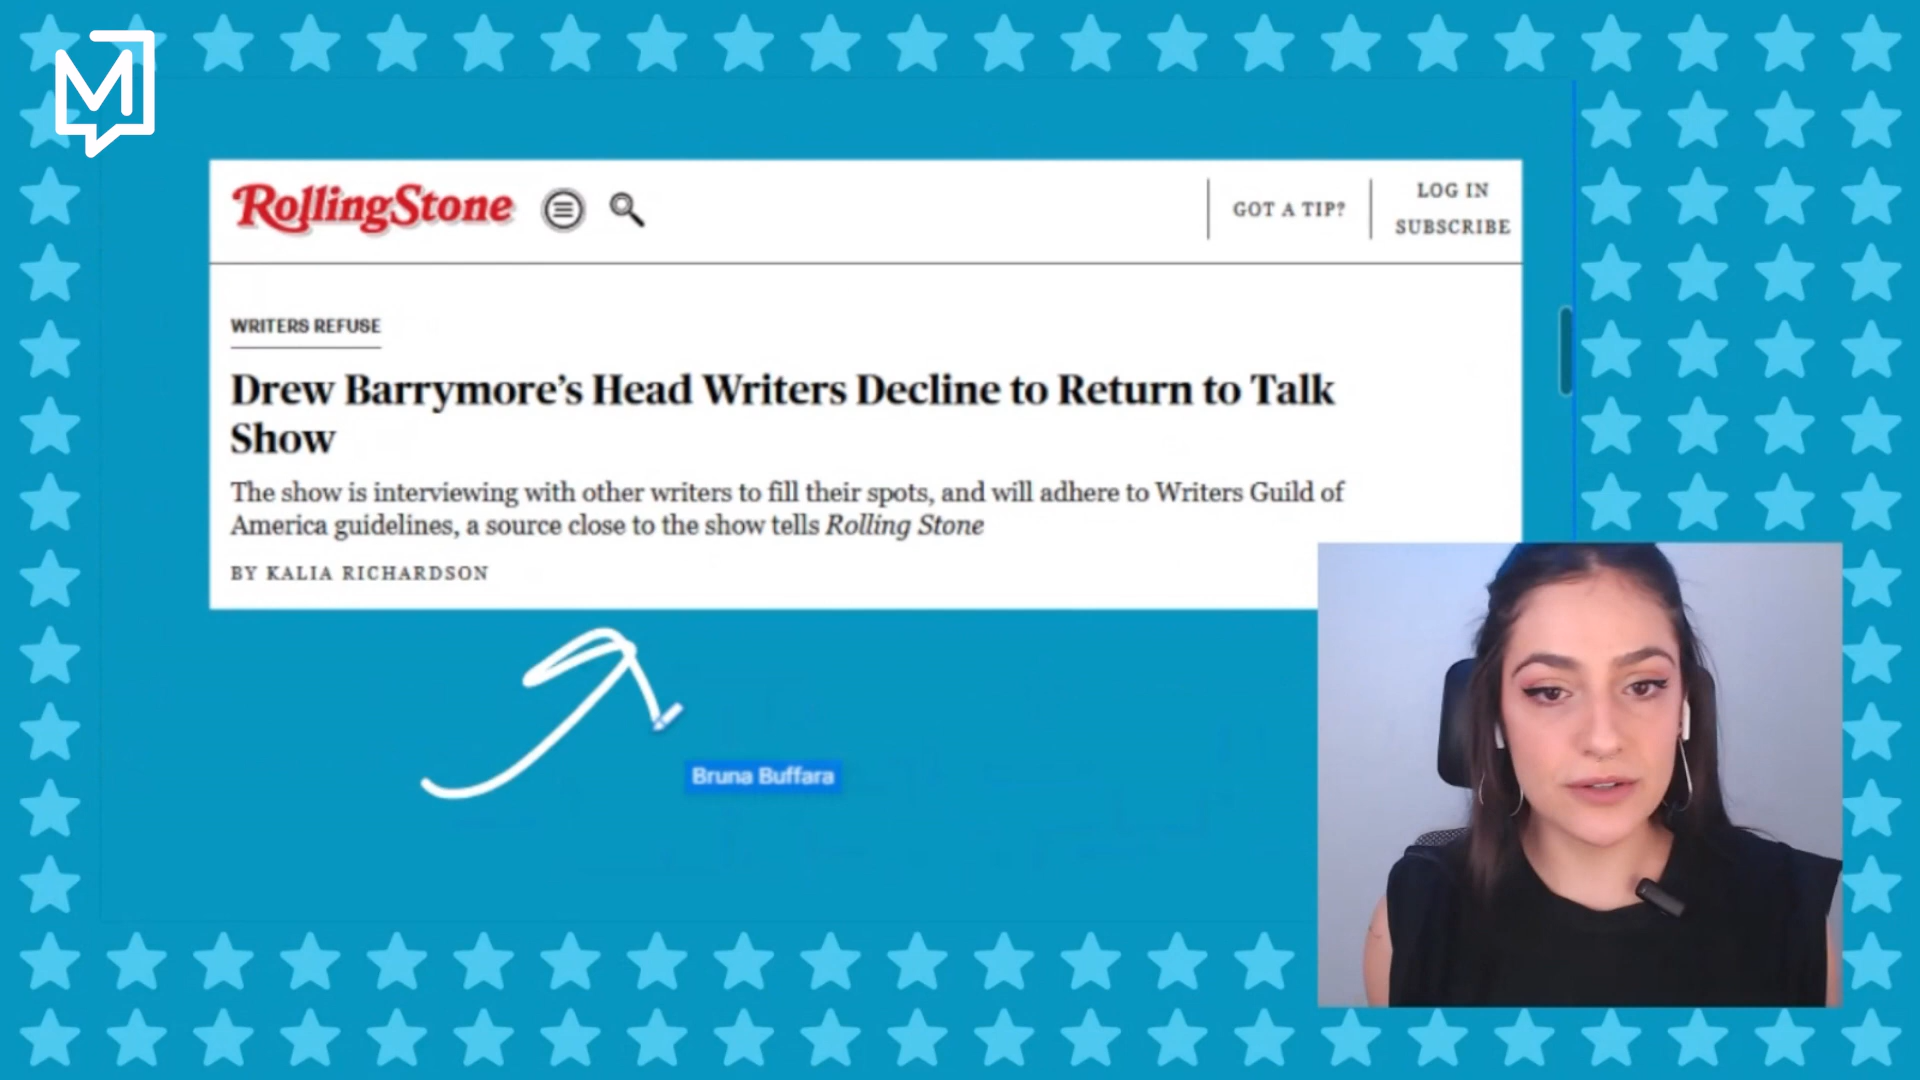 M
RollingStone
GOT A TIP?
LOG IN
SUBSCRIBE
WRITERS REFUSE
Drew Barrymore’s Head Writers Decline to Return to Talk
Show
The show is interviewing with other writers to fill their spots, and will adhere to Writers Guild of
America guidelines, a source close to the show tells Rolling Stone
BY KALIA RICHARDSON
Bruna Buffara